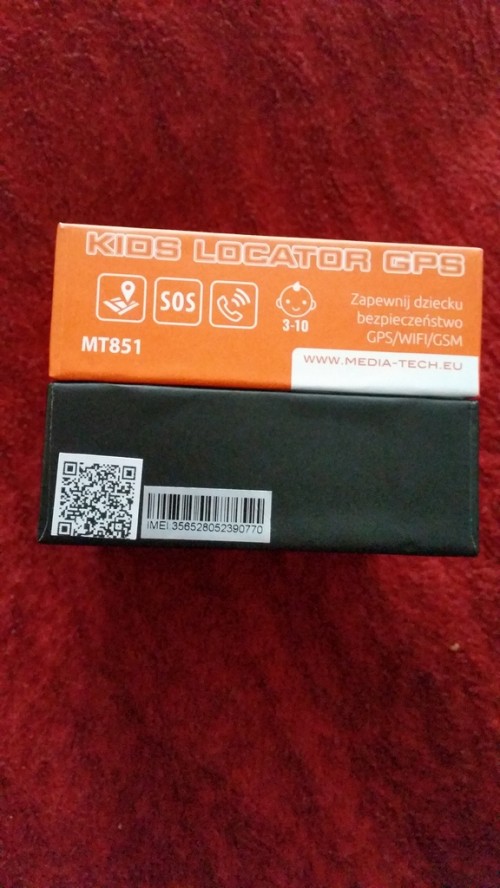 KIDS LOCATOR GPS
SOS
3-10
Zapewnij dziecku
bezpieczeństwo
GPS/WIFI/GSM
MT851
WWW.MEDIA-TECH.EU
IMEI 356528052390770